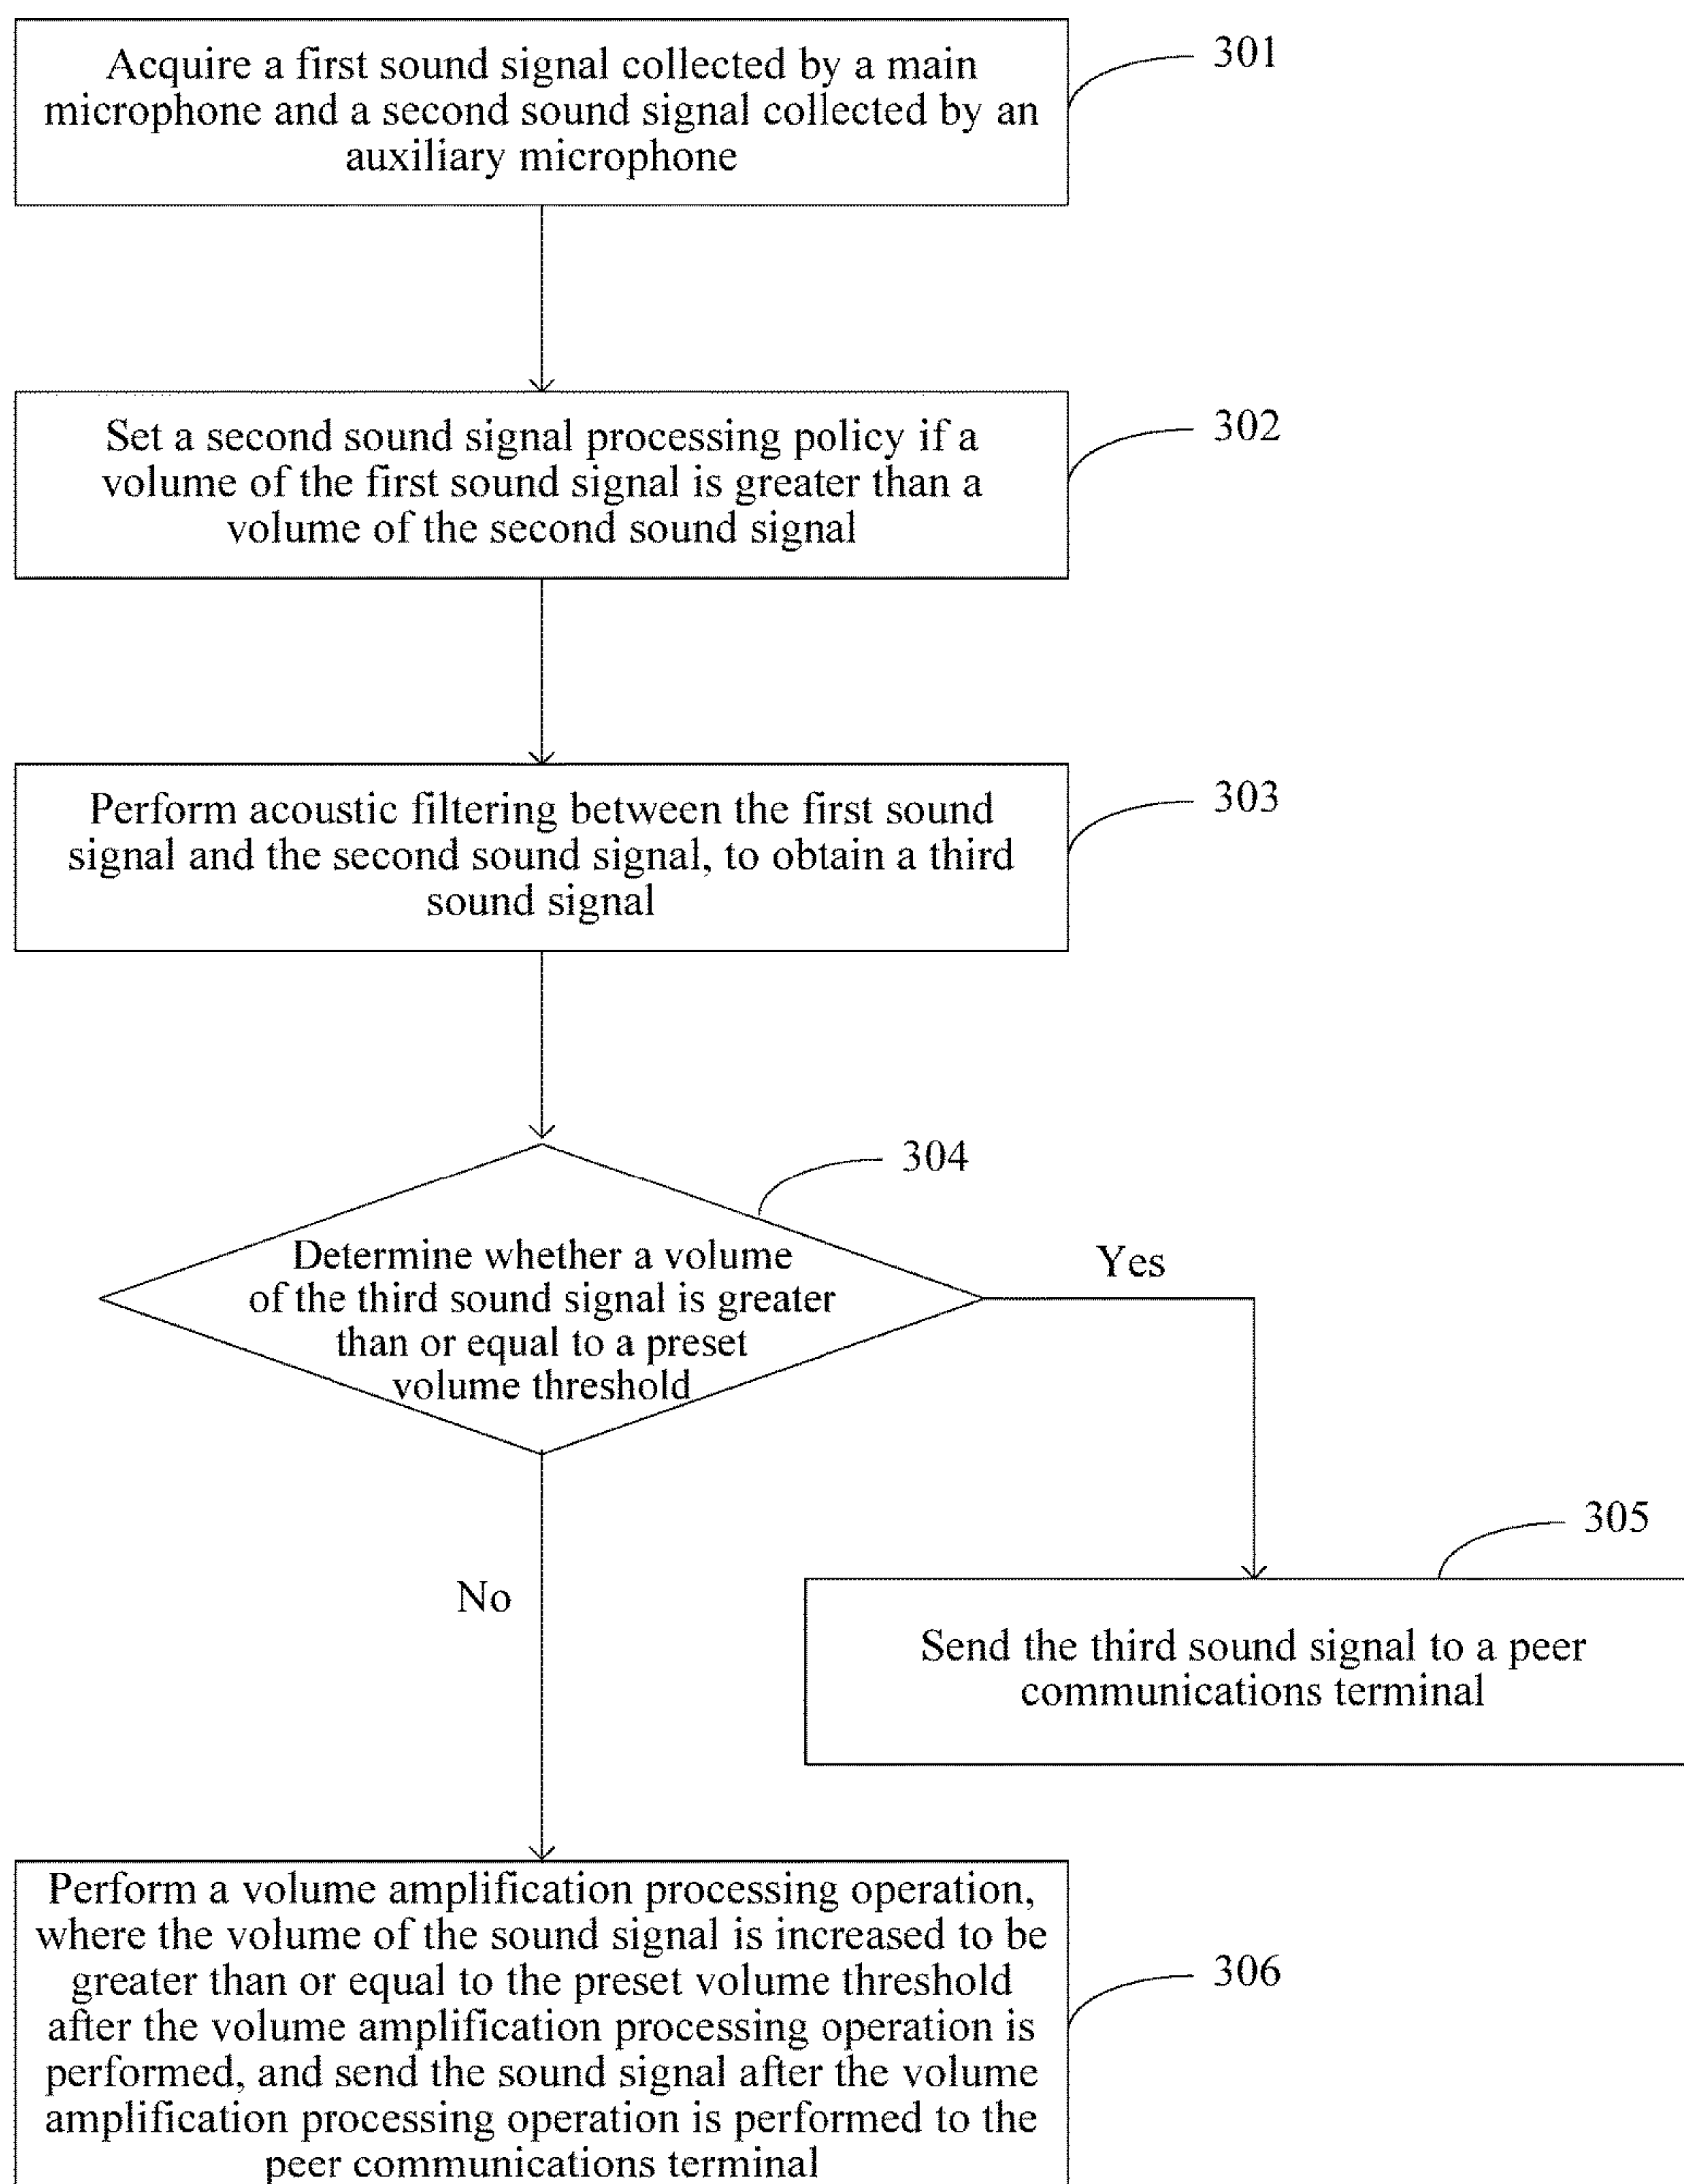 Acquire a first sound signal collected by a main
microphone and a second sound signal collected by an
auxiliary microphone
301
Set a second sound signal processing policy if a
volume of the first sound signal is greater than a
volume of the second sound signal
302
Perform acoustic filtering between the first sound
signal and the second sound signal, to obtain a third
sound signal
303
304
Determine whether a volume
of the third sound signal is greater
than or equal to a preset
volume threshold
Yes
305
No
Send the third sound signal to a peer
communications terminal
Perform a volume amplification processing operation,
where the volume of the sound signal is increased to be
greater than or equal to the preset volume threshold
after the volume amplification processing operation is
performed, and send the sound signal after the volume
amplification processing operation is performed to the
peer communications terminal
306